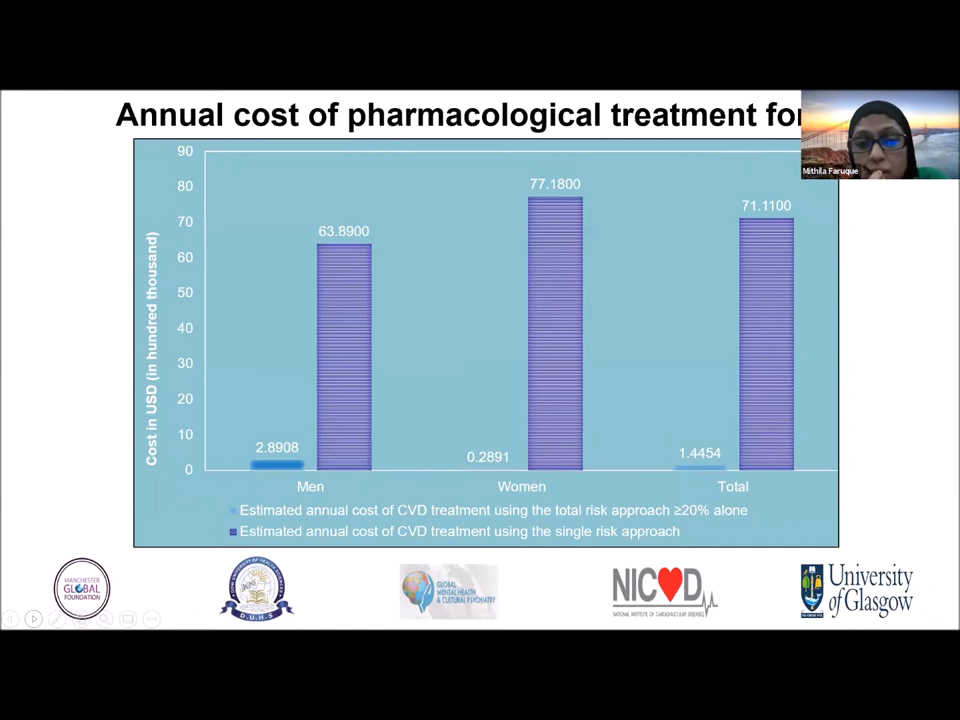 Annual cost of pharmacological treatment for
Mithila Faruque
Cost in USD (in hundred thousand)
90
80
70
60
50
40
30
20
10
0
2.8908
63.8900
0.2891
77.1800
1.4454
71.1100
Men
Women
Total
Estimated annual cost of CVD treatment using the total risk approach ≥20% alone
Estimated annual cost of CVD treatment using the single risk approach
MANCHESTER
GLOBAL
FOUNDATION
D.U.H.S
GLOBAL
MENTAL HEALTH
& CULTURAL PSYCHIATRY
NICVD
NATIONAL INSTITUTE OF CARDIOVASCULAR DISEASES
University
of Glasgow